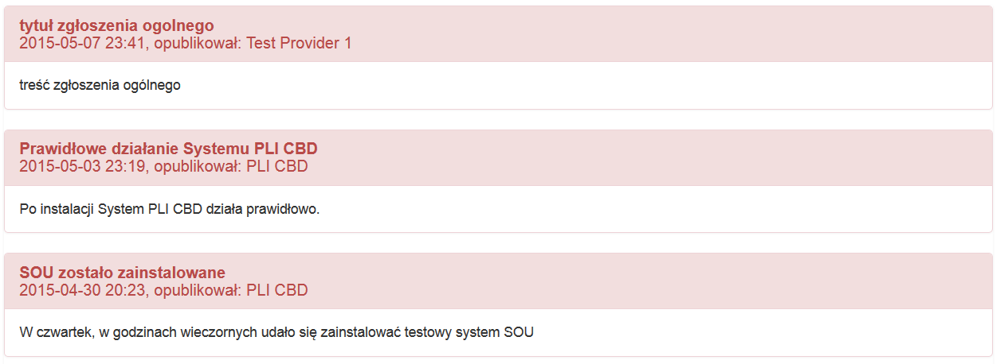 tytuł zgłoszenia ogolnego
2015-05-07 23:41, opublikował: Test Provider 1
treść zgłoszenia ogólnego
Prawidłowe działanie Systemu PLI CBD
2015-05-03 23:19, opublikował: PLI CBD
Po instalacji System PLI CBD działa prawidłowo.
SOU zostało zainstalowane
2015-04-30 20:23, opublikował: PLI CBD
W czwartek, w godzinach wieczornych udało się zainstalować testowy system SOU